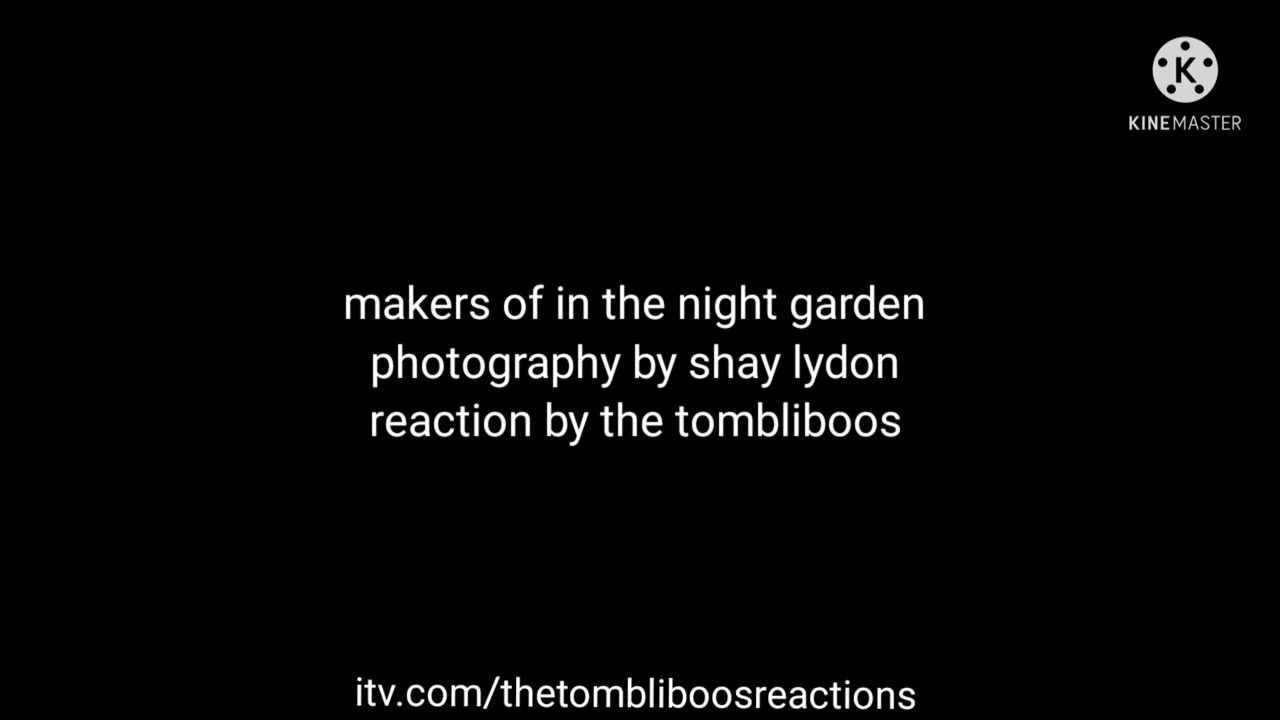 K
KINEMASTER
makers of in the night garden
photography by shay lydon
reaction by the tombliboos
itv.com/thetombliboosreactions